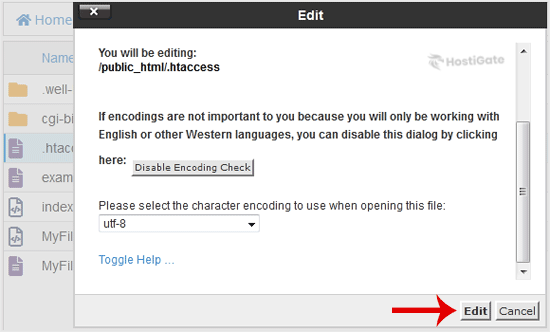 Home
Edit
Name
You will be editing:
/public_html/.htaccess
HostiGate
.well-
cgi-bi
If encodings are not important to you because you will only be working with
English or other Western languages, you can disable this dialog by clicking
.htacc
here: Disable Encoding Check
exam
Please select the character encoding to use when opening this file:
index
utf-8
MyFil
Toggle Help ...
MyFil
Edit Cancel